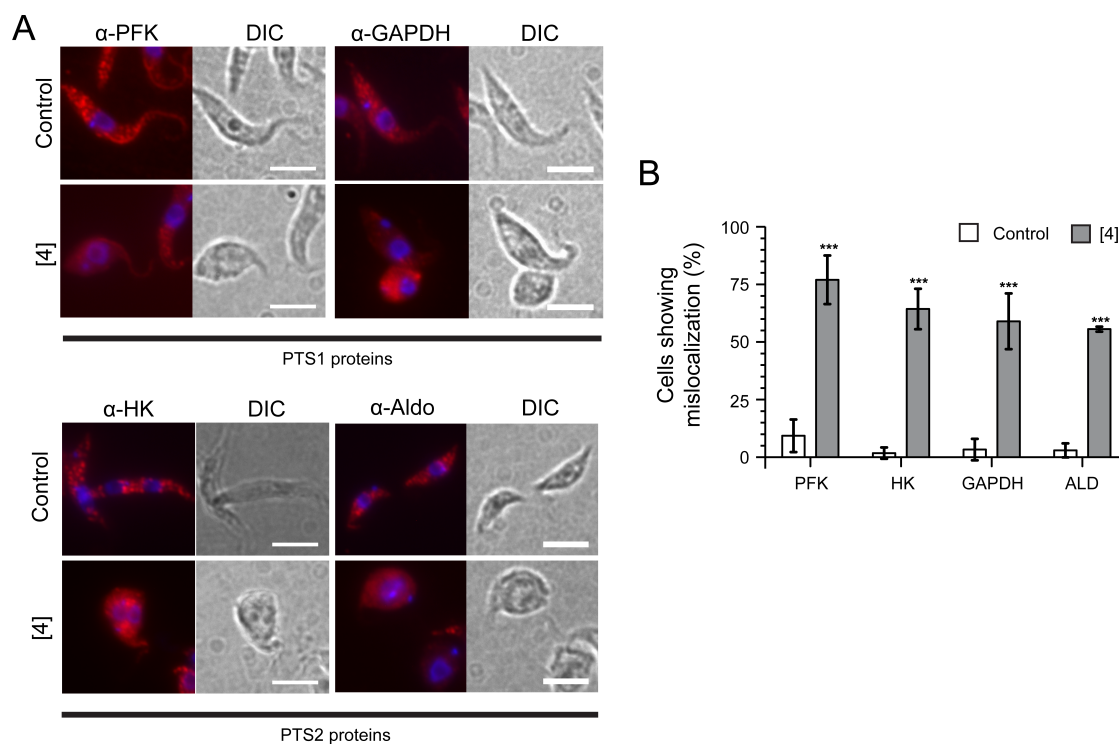 A
α-PFK DIC α-GAPDH DIC
Control
[4]
PTS1 proteins
α-HK DIC α-Aldo DIC
Control
[4]
PTS2 proteins
B
Cells showing
mislocalization (%)
100
75
50
25
0
Control [4]
***
***
***
***
PFK HK GAPDH ALD